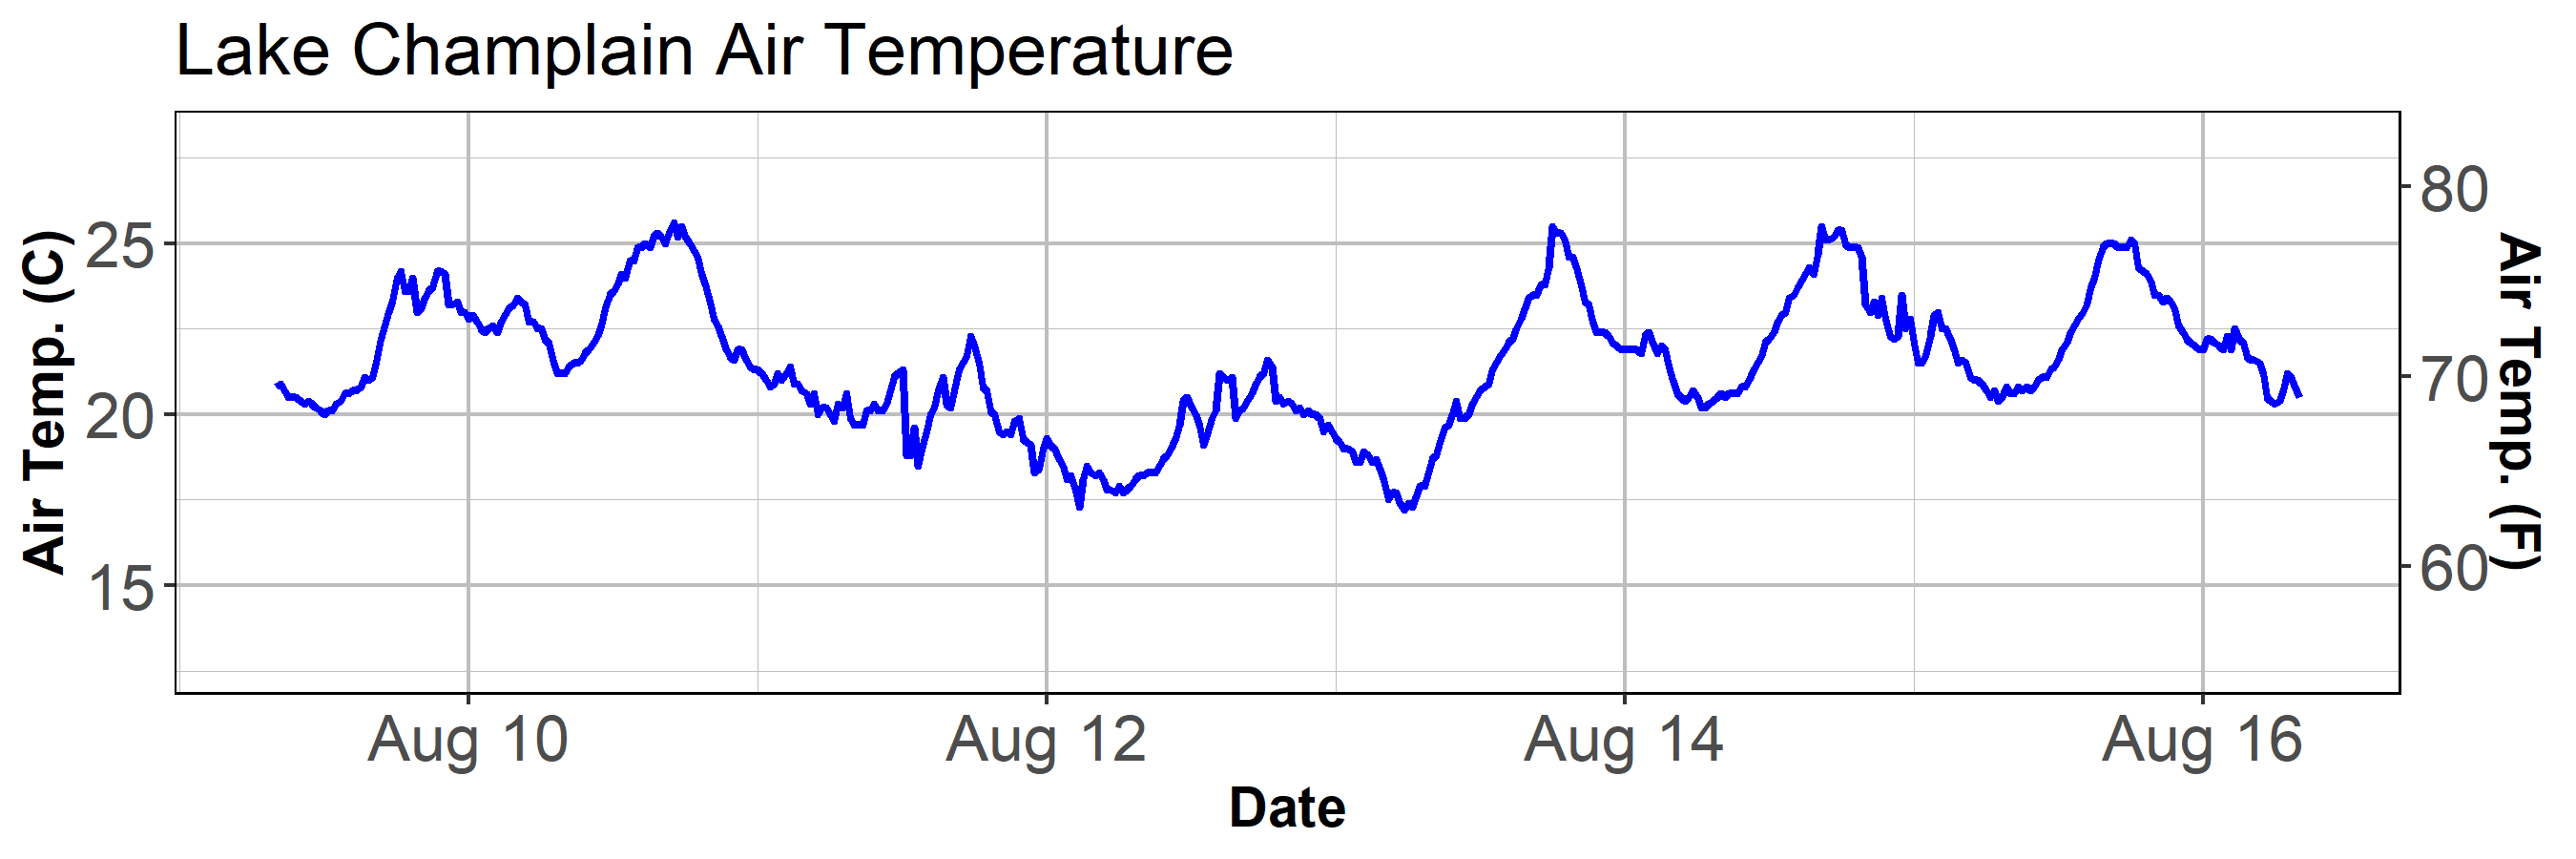 Lake Champlain Air Temperature
Air Temp. (C)
25
20
15
80
70
60
Air Temp. (F)
Aug 10
Aug 12
Aug 14
Aug 16
Date